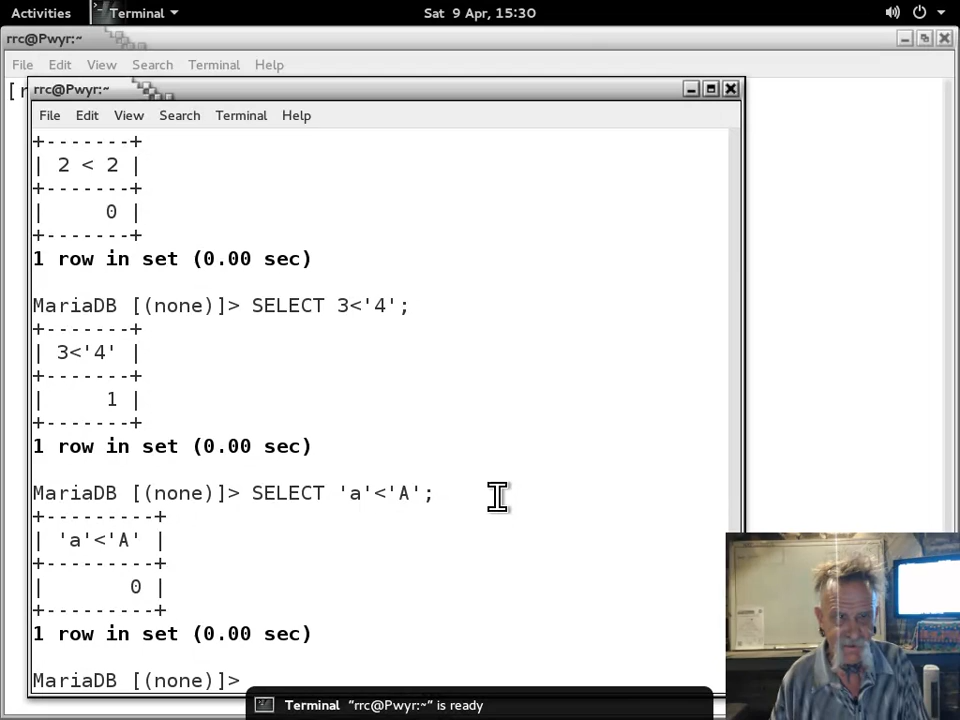 Activities Terminal Sat 9 Apr, 15:30
rrc@Pwyr:~
File Edit View Search Terminal Help
[r
rrc@Pwyr:~
File Edit View Search Terminal Help
+-------+
| 2 < 2 |
+-------+
|     0 |
+-------+
1 row in set (0.00 sec)
MariaDB [(none)]> SELECT 3<'4';
+-------+
| 3<'4' |
+-------+
|     1 |
+-------+
1 row in set (0.00 sec)
MariaDB [(none)]> SELECT 'a'<'A';
+---------+
| 'a'<'A' |
+---------+
|       0 |
+---------+
1 row in set (0.00 sec)
MariaDB [(none)]>
Terminal "rrc@Pwyr:~" is ready